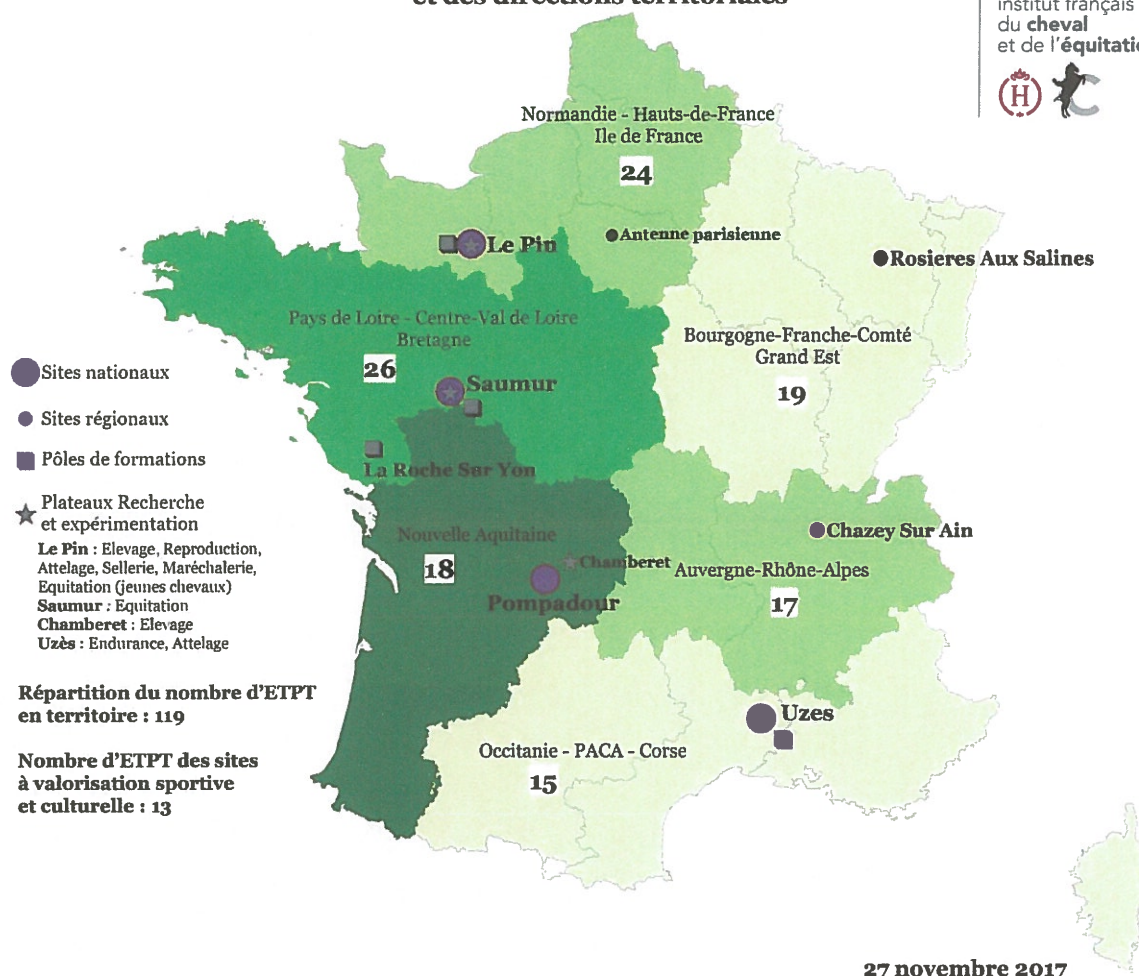 et des directions territoriales
institut français
du cheval
et de l'équitatio
H
Normandie - Hauts-de-France
Ile de France
24
Antenne parisienne
Le Pin
Rosieres Aux Salines
Pays de Loire - Centre-Val de Loire
Bretagne
26
Bourgogne-Franche-Comté
Grand Est
19
Saumur
La Roche Sur Yon
Sites nationaux
Sites régionaux
Pôles de formations
Plateaux Recherche
et expérimentation
Le Pin : Elevage, Reproduction,
Attelage, Sellerie, Maréchalerie,
Equitation (jeunes chevaux)
Saumur : Equitation
Chamberet : Elevage
Uzès : Endurance, Attelage
Nouvelle Aquitaine
18
Chamberet
Pompadour
Chazey Sur Ain
Auvergne-Rhône-Alpes
17
Répartition du nombre d'ETPT
en territoire : 119
Nombre d'ETPT des sites
à valorisation sportive
et culturelle : 13
Uzes
Occitanie - PACA - Corse
15
27 novembre 2017